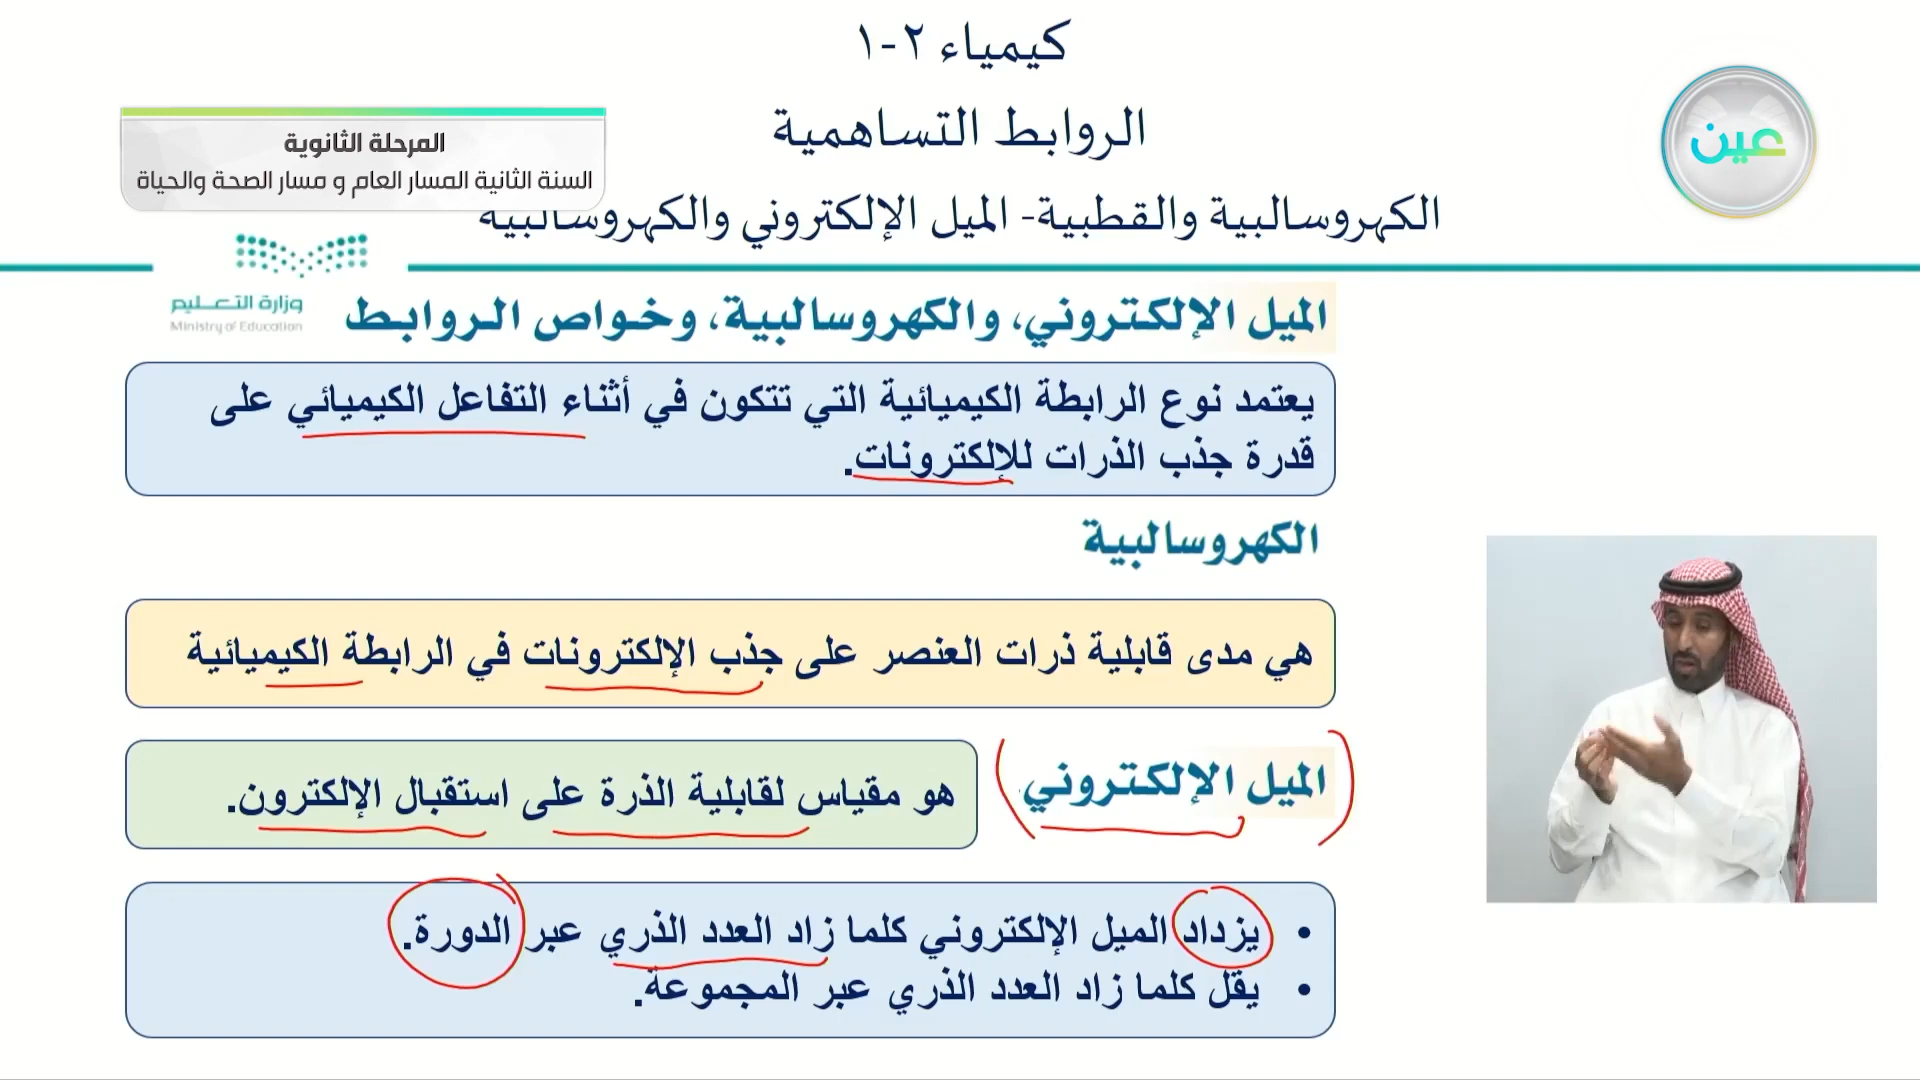 كيمياء ٢-١
الروابط التساهمية
الكهروسالبية والقطبية- الميل الإلكتروني والكهروسالبية
المرحلة الثانوية
السنة الثانية المسار العام و مسار الصحة والحياة
عين
وزارة التعـــليم
Ministry of Education
الميل الإلكتروني، والكهروسالبية، وخواص الروابط
يعتمد نوع الرابطة الكيميائية التي تتكون في أثناء التفاعل الكيميائي على
قدرة جذب الذرات للإلكترونات.
الكهروسالبية
هي مدى قابلية ذرات العنصر على جذب الإلكترونات في الرابطة الكيميائية
الميل الإلكتروني
هو مقياس لقابلية الذرة على استقبال الإلكترون.
• يزداد الميل الإلكتروني كلما زاد العدد الذري عبر الدورة.
• يقل كلما زاد العدد الذري عبر المجموعة.